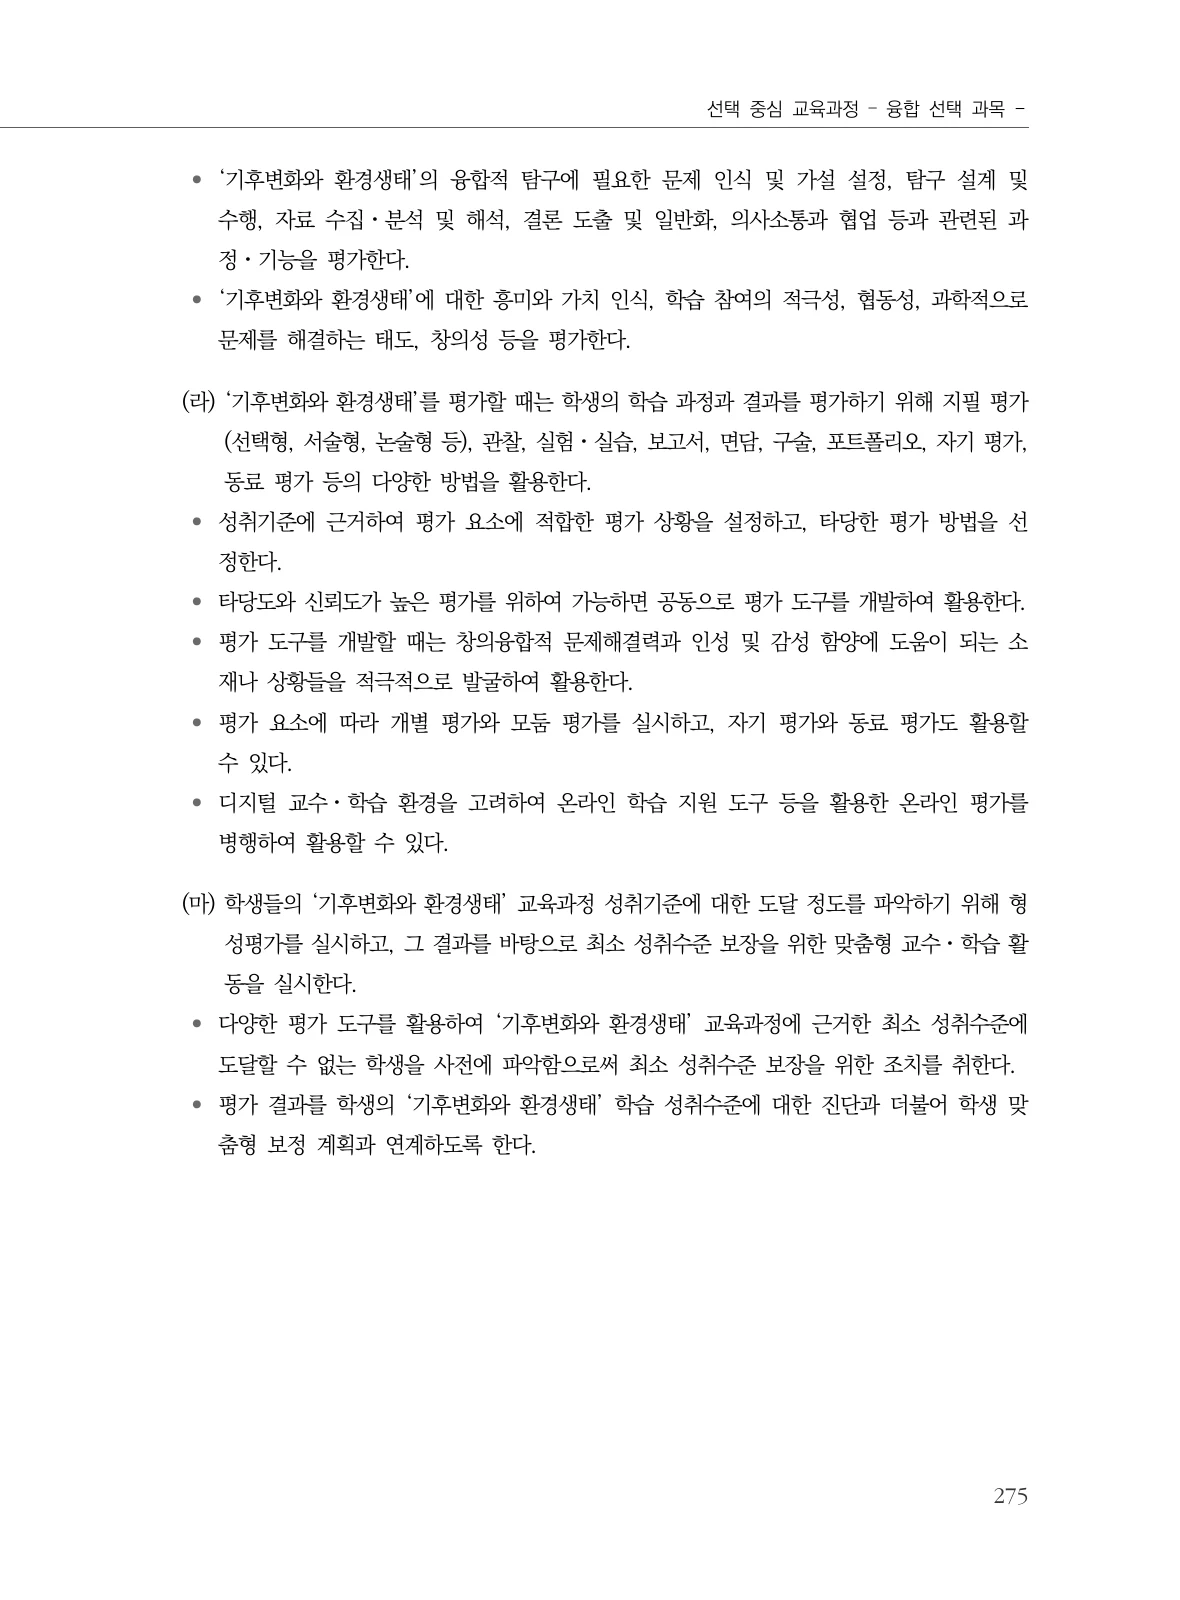 선택 중심 교육과정 - 융합 선택 과목 -
• ‘기후변화와 환경생태’의 융합적 탐구에 필요한 문제 인식 및 가설 설정, 탐구 설계 및
수행, 자료 수집･분석 및 해석, 결론 도출 및 일반화, 의사소통과 협업 등과 관련된 과
정･기능을 평가한다.
• ‘기후변화와 환경생태’에 대한 흥미와 가치 인식, 학습 참여의 적극성, 협동성, 과학적으로
문제를 해결하는 태도, 창의성 등을 평가한다.
(라) ‘기후변화와 환경생태’를 평가할 때는 학생의 학습 과정과 결과를 평가하기 위해 지필 평가
(선택형, 서술형, 논술형 등), 관찰, 실험･실습, 보고서, 면담, 구술, 포트폴리오, 자기 평가,
동료 평가 등의 다양한 방법을 활용한다.
• 성취기준에 근거하여 평가 요소에 적합한 평가 상황을 설정하고, 타당한 평가 방법을 선
정한다.
• 타당도와 신뢰도가 높은 평가를 위하여 가능하면 공동으로 평가 도구를 개발하여 활용한다.
• 평가 도구를 개발할 때는 창의융합적 문제해결력과 인성 및 감성 함양에 도움이 되는 소
재나 상황들을 적극적으로 발굴하여 활용한다.
• 평가 요소에 따라 개별 평가와 모둠 평가를 실시하고, 자기 평가와 동료 평가도 활용할
수 있다.
• 디지털 교수･학습 환경을 고려하여 온라인 학습 지원 도구 등을 활용한 온라인 평가를
병행하여 활용할 수 있다.
(마) 학생들의 ‘기후변화와 환경생태’ 교육과정 성취기준에 대한 도달 정도를 파악하기 위해 형
성평가를 실시하고, 그 결과를 바탕으로 최소 성취수준 보장을 위한 맞춤형 교수･학습 활
동을 실시한다.
• 다양한 평가 도구를 활용하여 ‘기후변화와 환경생태’ 교육과정에 근거한 최소 성취수준에
도달할 수 없는 학생을 사전에 파악함으로써 최소 성취수준 보장을 위한 조치를 취한다.
• 평가 결과를 학생의 ‘기후변화와 환경생태’ 학습 성취수준에 대한 진단과 더불어 학생 맞
춤형 보정 계획과 연계하도록 한다.
275